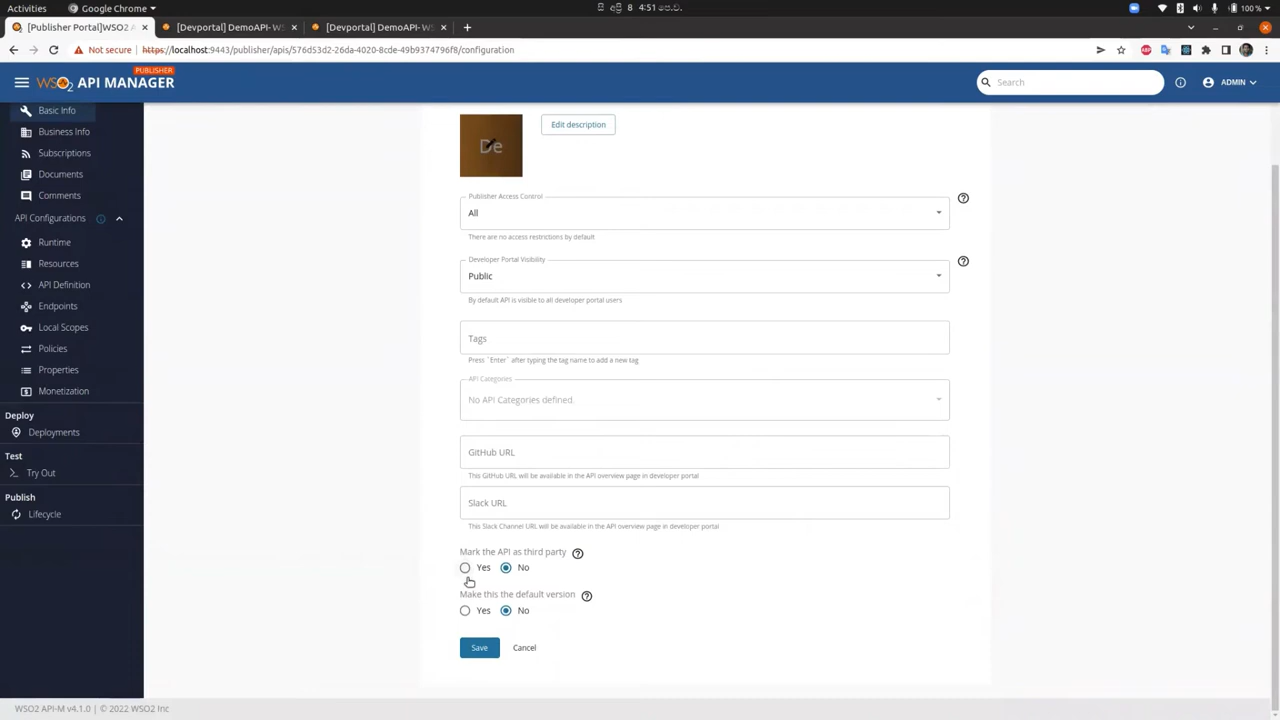 Google Chrome
අප්‍රි 8 4:51 පෙ.ව.
100 %
[Publisher Portal]WSO2 A
[Devportal] DemoAPI- WS
[Devportal] DemoAPI- WS
Not secure
https://localhost:9443/publisher/apis/576d53d2-26da-4020-8cde-49b9374796f8/configuration
WSO2 API MANAGER PUBLISHER
Search
ADMIN
Basic Info
Business Info
Subscriptions
Documents
Comments
API Configurations
Runtime
Resources
API Definition
Endpoints
Local Scopes
Policies
Properties
Monetization
Deploy
Deployments
Test
Try Out
Publish
Lifecycle
De
Edit description
Publisher Access Control
All
There are no access restrictions by default
Developer Portal Visibility
Public
By default API is visible to all developer portal users
Tags
Press `Enter` after typing the tag name to add a new tag
API Categories
No API Categories defined.
GitHub URL
This GitHub URL will be available in the API overview page in developer portal
Slack URL
This Slack Channel URL will be available in the API overview page in developer portal
Mark the API as third party
Yes No
Make this the default version
Yes No
Save Cancel
WSO2 API-M v4.1.0 | © 2022 WSO2 Inc